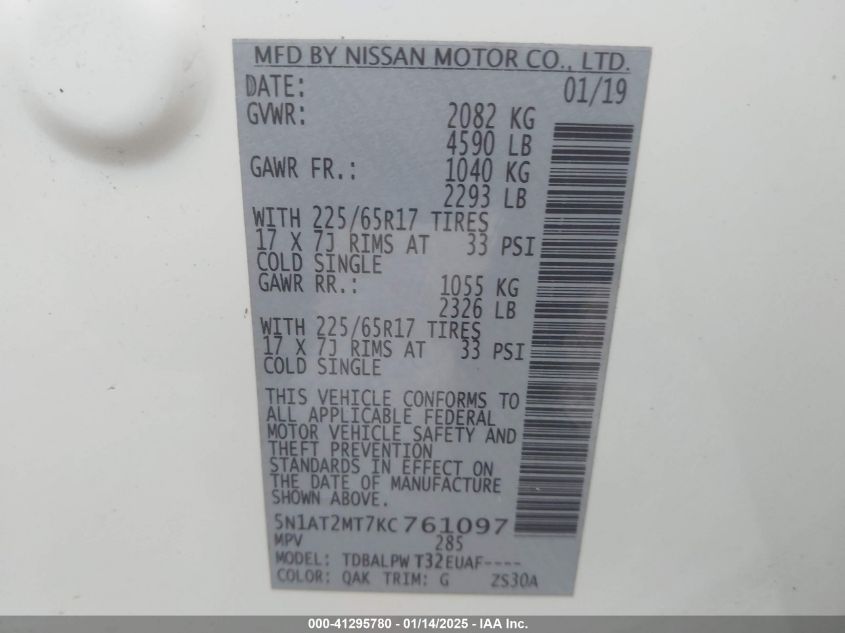 MFD BY NISSAN MOTOR CO., LTD.
DATE: 01/19
GVWR: 2082 KG
4590 LB
GAWR FR.: 1040 KG
2293 LB
WITH 225/65R17 TIRES
17 X 7J RIMS AT 33 PSI
COLD SINGLE
GAWR RR.: 1055 KG
2326 LB
WITH 225/65R17 TIRES
17 X 7J RIMS AT 33 PSI
COLD SINGLE
THIS VEHICLE CONFORMS TO
ALL APPLICABLE FEDERAL
MOTOR VEHICLE SAFETY AND
THEFT PREVENTION
STANDARDS IN EFFECT ON
THE DATE OF MANUFACTURE
SHOWN ABOVE.
5N1AT2MT7KC761097
MPV 285
MODEL: TDBALPW T32EUAF----
COLOR: QAK TRIM: G ZS30A
000-41295780 - 01/14/2025 - IAA Inc.